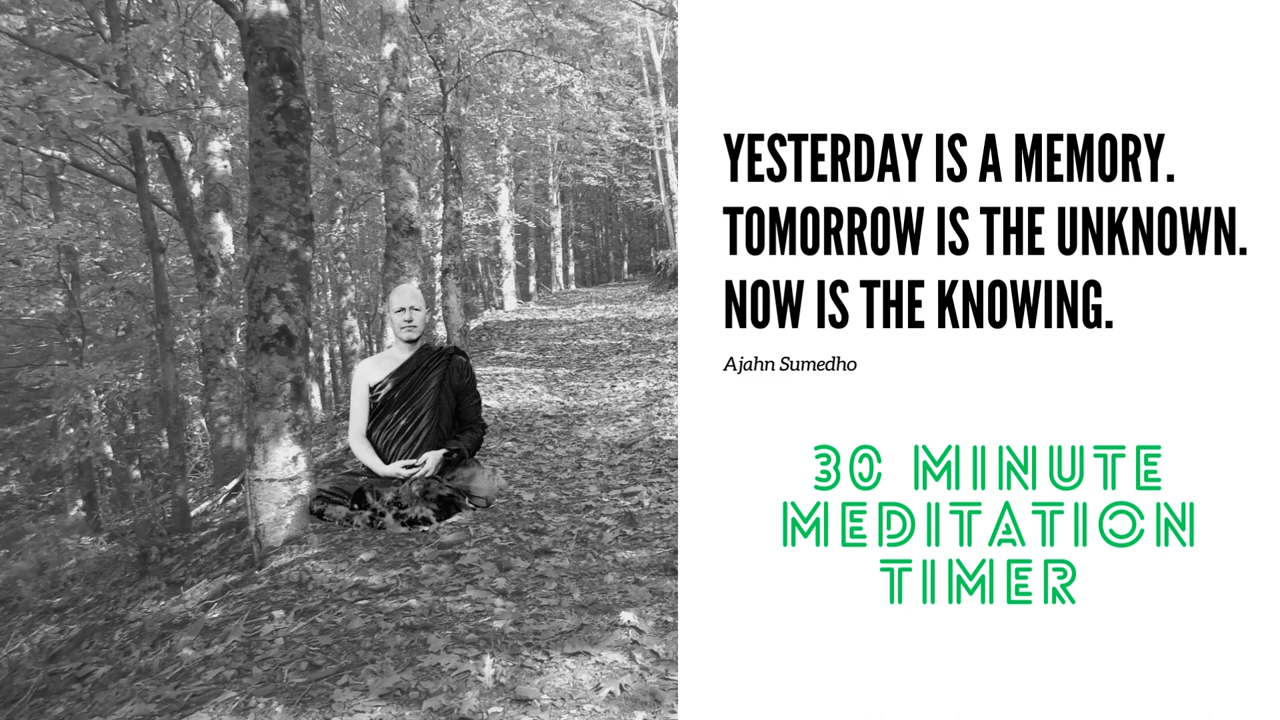 YESTERDAY IS A MEMORY.
TOMORROW IS THE UNKNOWN.
NOW IS THE KNOWING.
Ajahn Sumedho
30 MINUTE
MEDITATION
TIMER